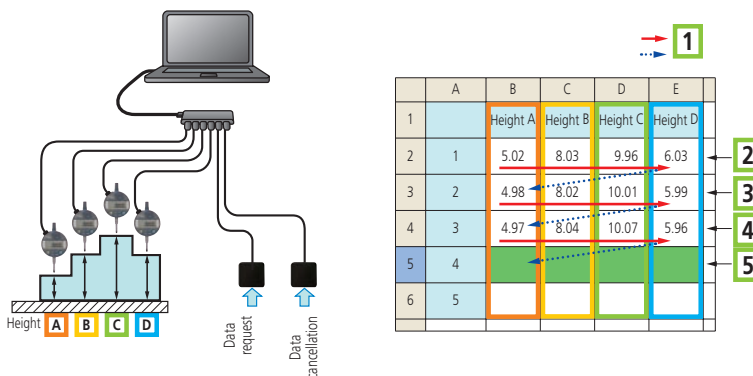 Height A B C D
Data
request
Data
cancellation
1
A B C D E
1 Height A Height B Height C Height D
2 1 5.02 8.03 9.96 6.03 2
3 2 4.98 8.02 10.01 5.99 3
4 3 4.97 8.04 10.07 5.96 4
5 4 5
6 5